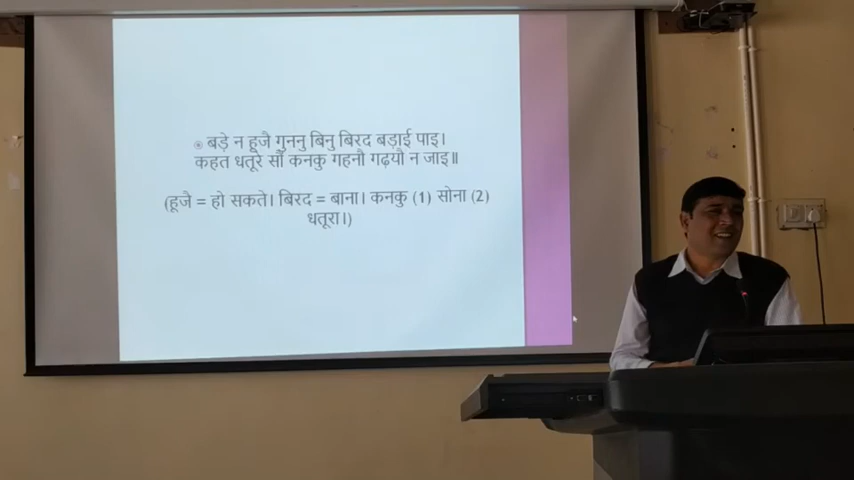 बड़े न हूजै गुननु बिनु बिरद बड़ाई पाइ।
कहत धतूरे सौं कनकु गहनौ गढ़यौ न जाइ॥
(हूजै = हो सकते। बिरद = बाना। कनकु (1) सोना (2)
धतूरा।)